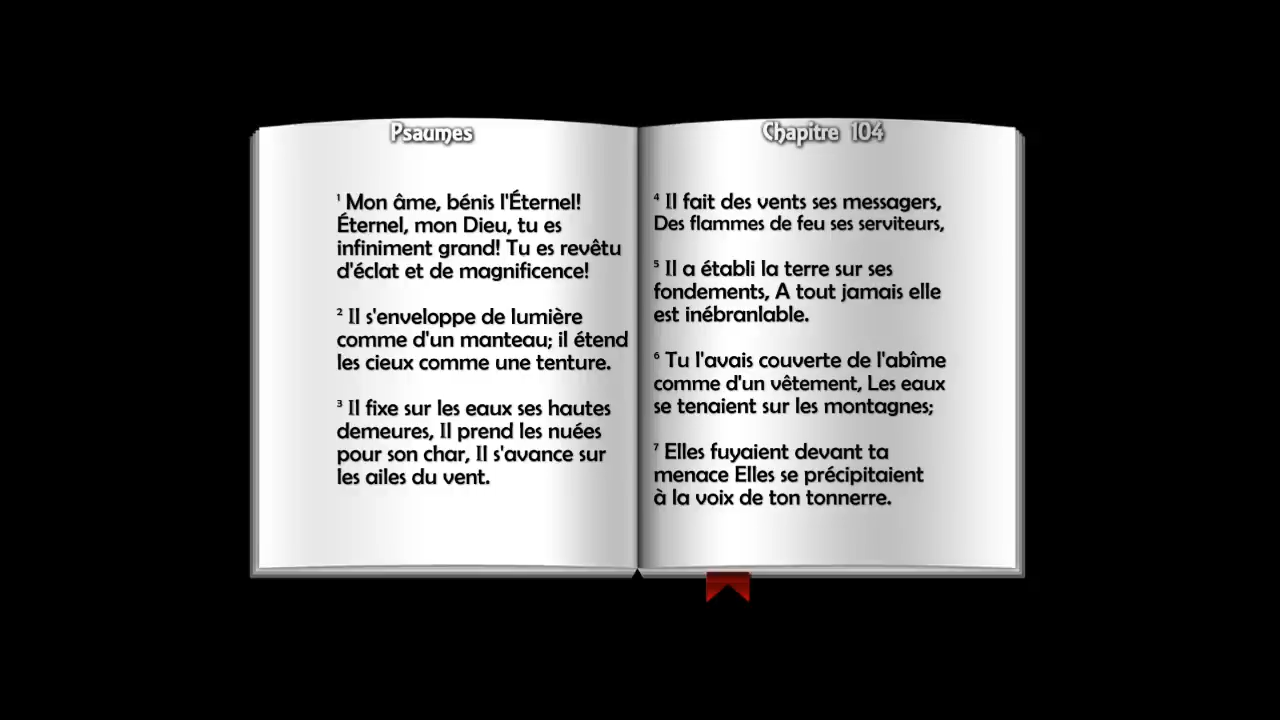 Psaumes
¹ Mon âme, bénis l'Éternel!
Éternel, mon Dieu, tu es
infiniment grand! Tu es revêtu
d'éclat et de magnificence!
² Il s'enveloppe de lumière
comme d'un manteau; il étend
les cieux comme une tenture.
³ Il fixe sur les eaux ses hautes
demeures, Il prend les nuées
pour son char, Il s'avance sur
les ailes du vent.
Chapitre 104
⁴ Il fait des vents ses messagers,
Des flammes de feu ses serviteurs,
⁵ Il a établi la terre sur ses
fondements, A tout jamais elle
est inébranlable.
⁶ Tu l'avais couverte de l'abîme
comme d'un vêtement, Les eaux
se tenaient sur les montagnes;
⁷ Elles fuyaient devant ta
menace Elles se précipitaient
à la voix de ton tonnerre.